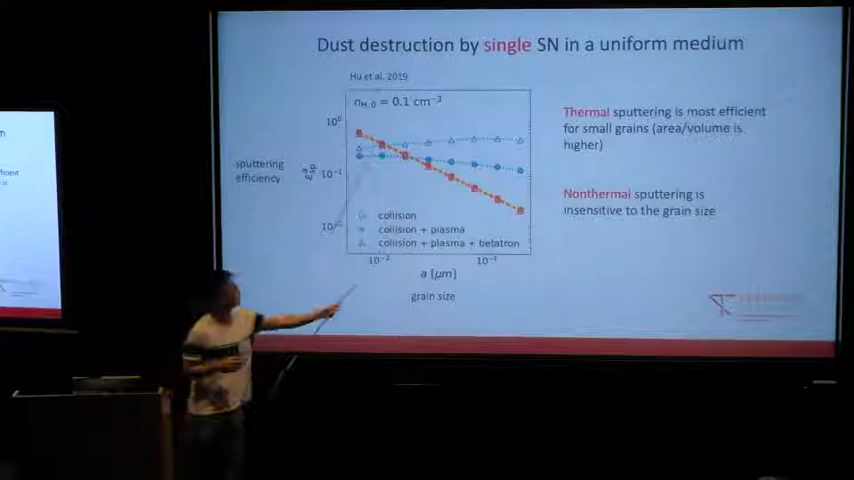 Dust destruction by single SN in a uniform medium
Hu et al. 2019
n_H,0 = 0.1 cm⁻³
10⁰
10⁻¹
sputtering
efficiency
collision
collision + plasma
collision + plasma + betatron
10⁻²
10⁻¹
a [μm]
grain size
Thermal sputtering is most efficient
for small grains (area/volume is
higher)
Nonthermal sputtering is
insensitive to the grain size